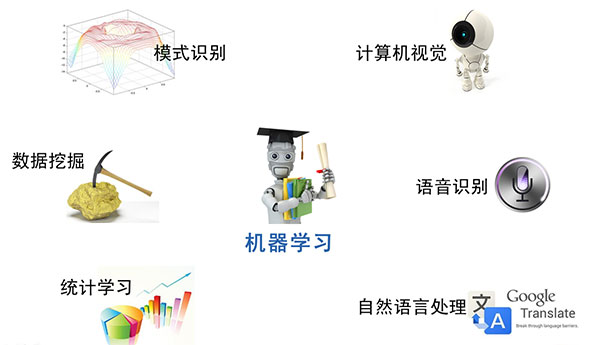 模式识别
计算机视觉
数据挖掘
语音识别
机器学习
统计学习
自然语言处理
文
A
Google
Translate
Break through language barriers.